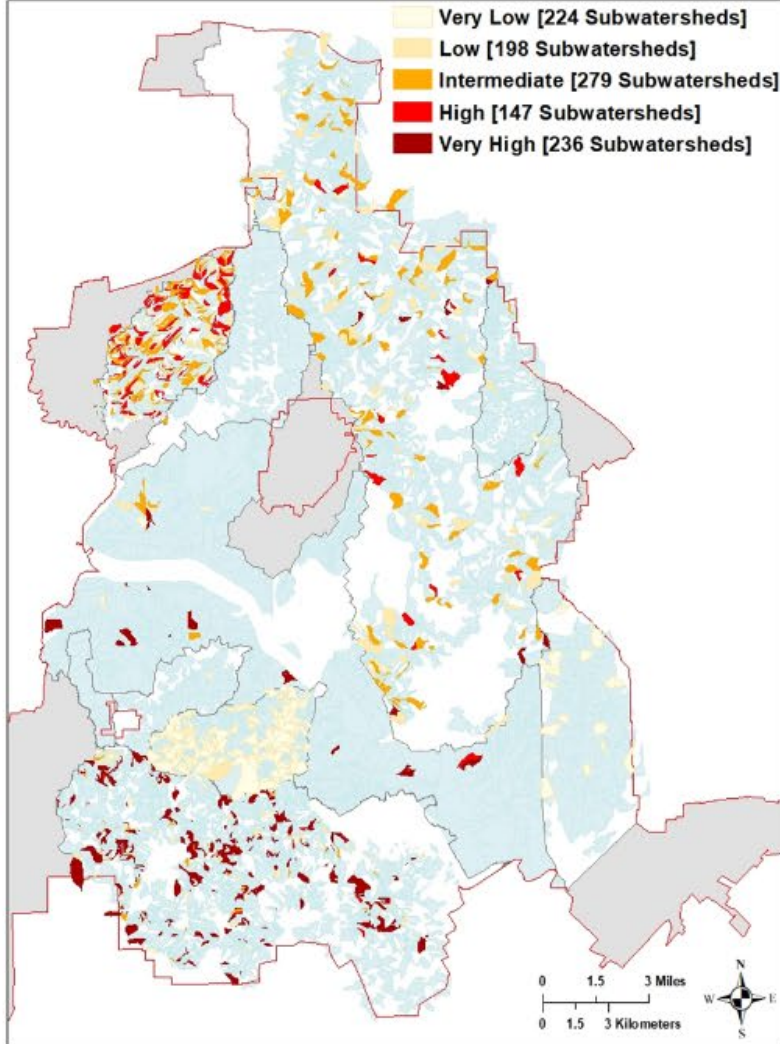 Very Low [224 Subwatersheds]
Low [198 Subwatersheds]
Intermediate [279 Subwatersheds]
High [147 Subwatersheds]
Very High [236 Subwatersheds]
0 1.5 3 Miles
0 1.5 3 Kilometers
N
W E
S